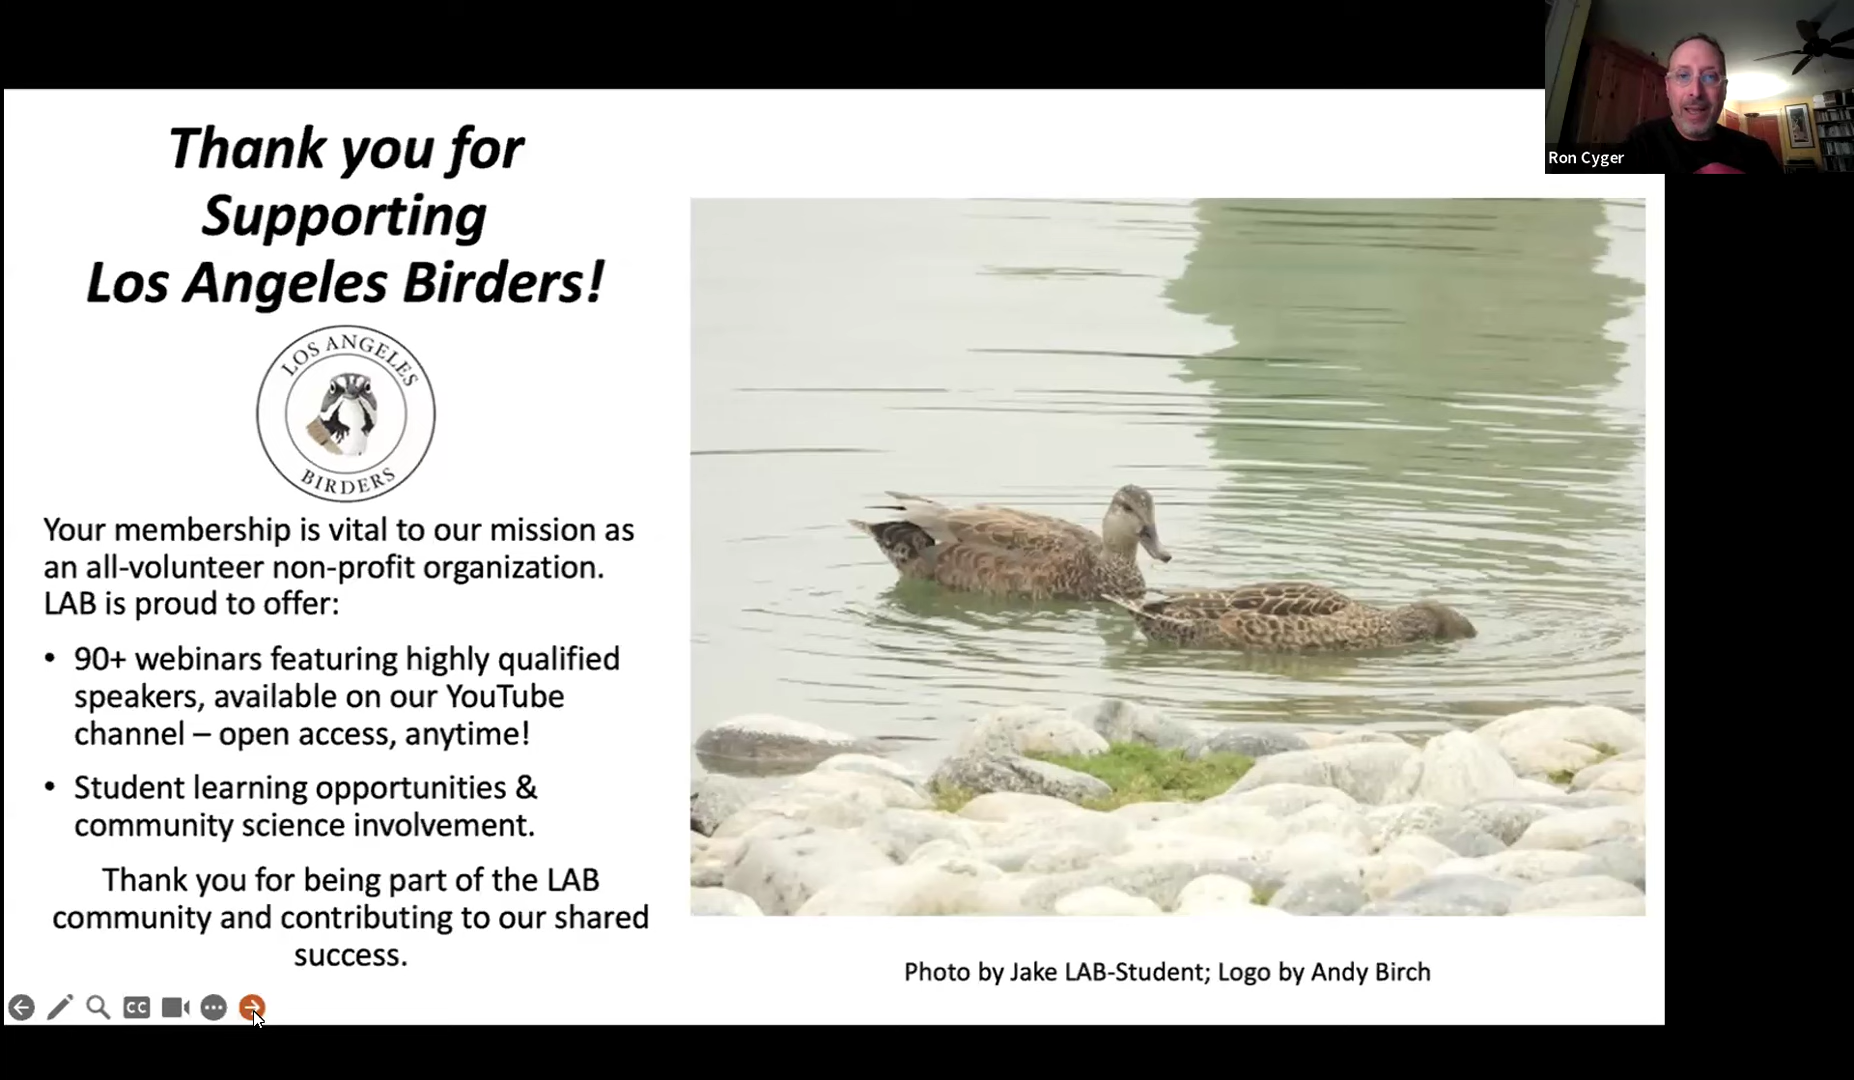 Thank you for
Supporting
Los Angeles Birders!
LOS ANGELES
BIRDERS
Your membership is vital to our mission as
an all-volunteer non-profit organization.
LAB is proud to offer:
• 90+ webinars featuring highly qualified
speakers, available on our YouTube
channel – open access, anytime!
• Student learning opportunities &
community science involvement.
Thank you for being part of the LAB
community and contributing to our shared
success.
Photo by Jake LAB-Student; Logo by Andy Birch
Ron Cyger
CC